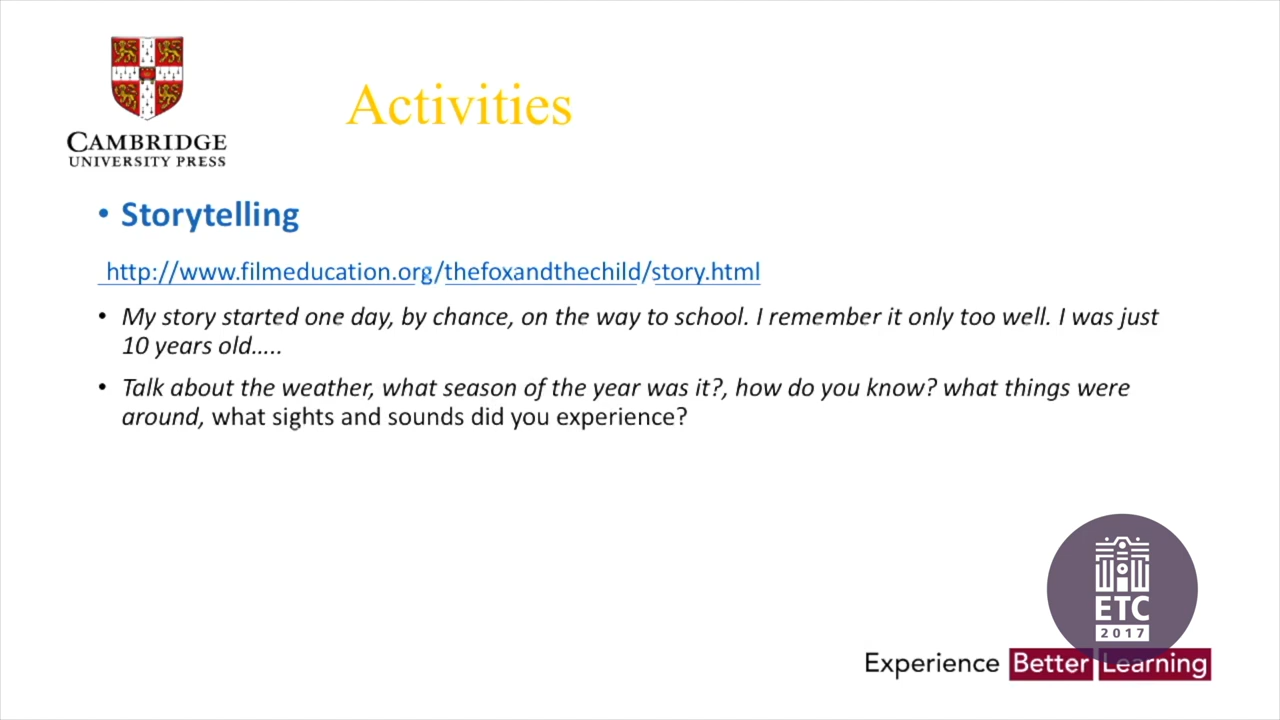 CAMBRIDGE
UNIVERSITY PRESS
Activities
• Storytelling
http://www.filmeducation.org/thefoxandthechild/story.html
• My story started one day, by chance, on the way to school. I remember it only too well. I was just
10 years old.....
• Talk about the weather, what season of the year was it?, how do you know? what things were
around, what sights and sounds did you experience?
ETC
2017
Experience Better Learning